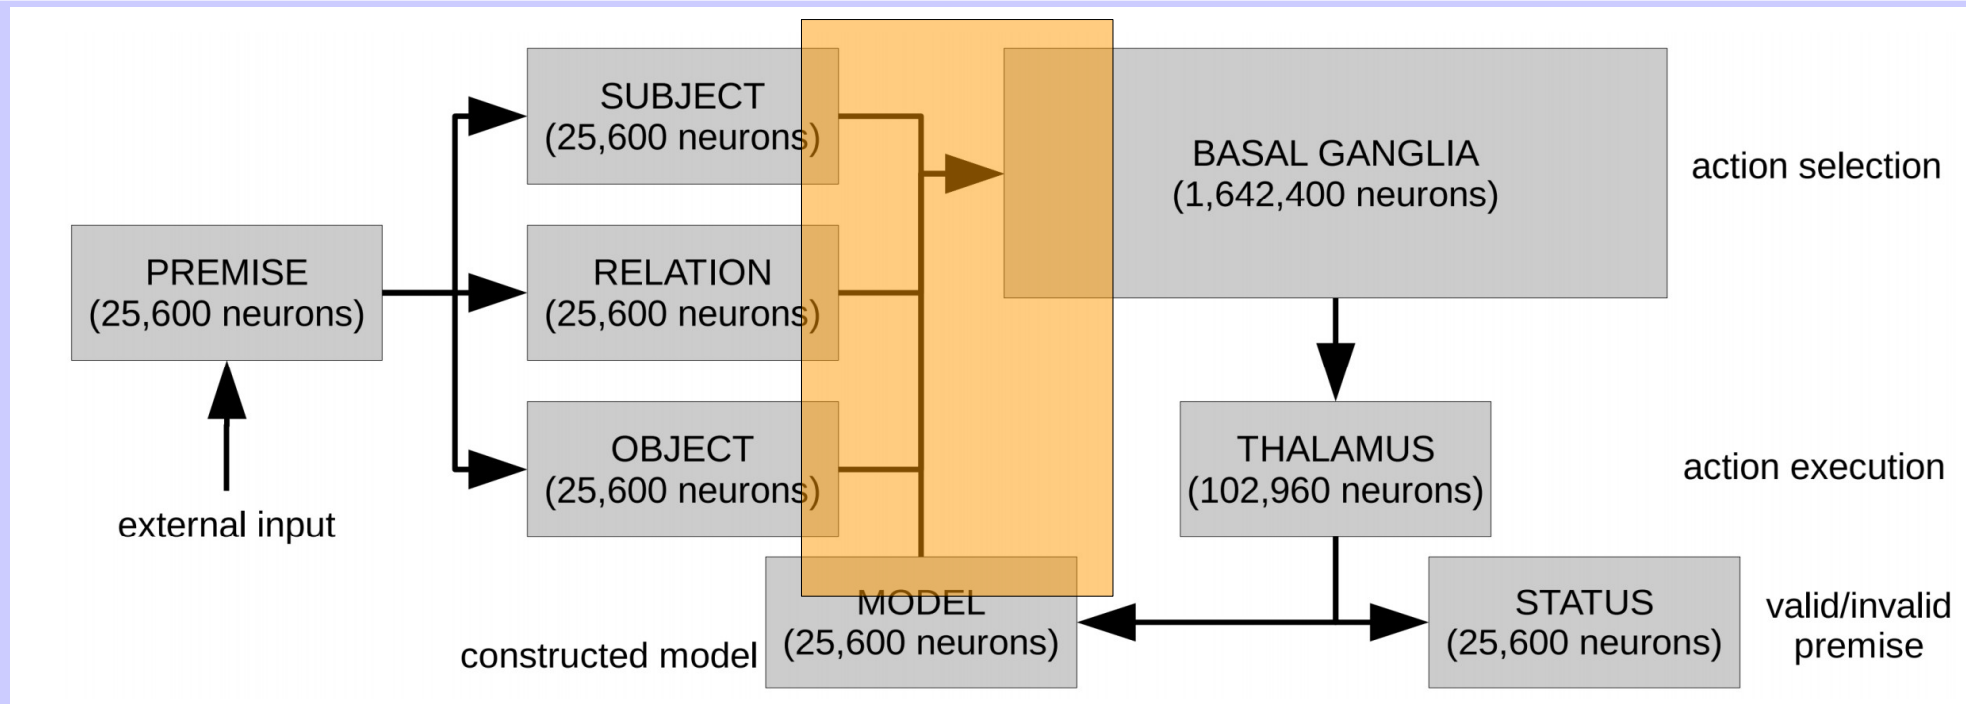 SUBJECT
(25,600 neurons)
BASAL GANGLIA
(1,642,400 neurons)
action selection
PREMISE
(25,600 neurons)
RELATION
(25,600 neurons)
OBJECT
(25,600 neurons)
THALAMUS
(102,960 neurons)
action execution
external input
MODEL
(25,600 neurons)
constructed model
STATUS
(25,600 neurons)
valid/invalid
premise